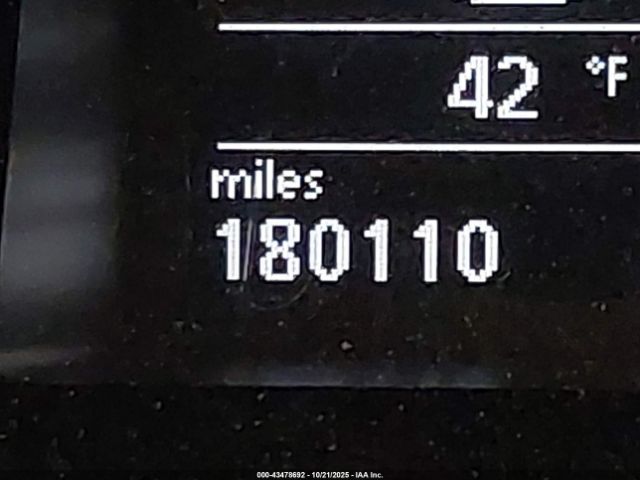 42 °F
miles
180110
000-43478692 - 10/21/2025 - IAA Inc.